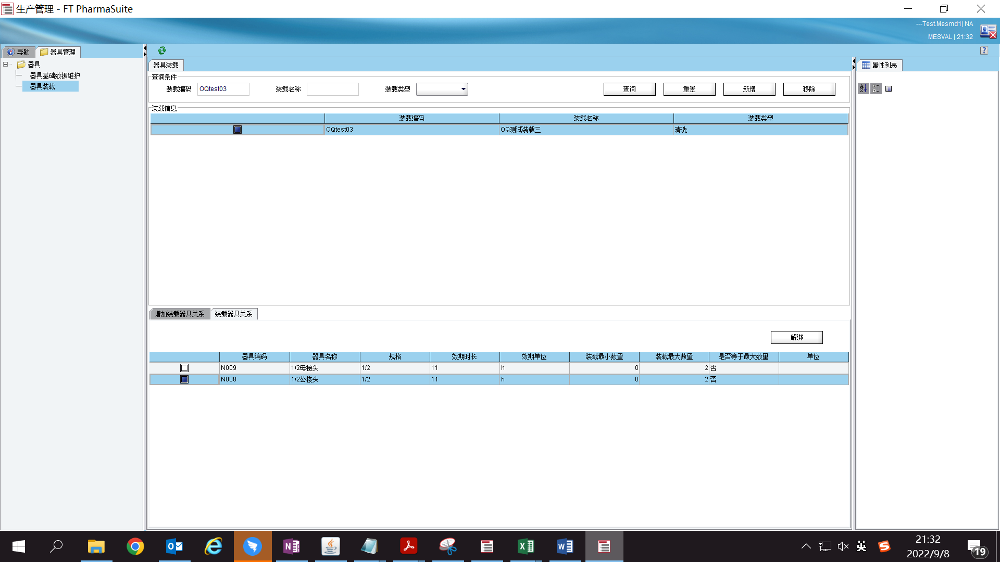 生产管理 - FT PharmaSuite
---Test.Mesmd1| NA
MESVAL | 21:32
导航 器具管理
器具
器具基础数据维护
器具装载
器具装载
查询条件
装载编码 OQtest03 装载名称 装载类型 查询 重置 新增 移除
装载信息
装载编码 装载名称 装载类型
OQtest03 OQ测试装载三 清洗
增加装载器具关系 装载器具关系
解绑
器具编码 器具名称 规格 效期时长 效期单位 装载最小数量 装载最大数量 是否等于最大数量 单位
N009 1/2母接头 1/2 11 h 0 2 否
N008 1/2公接头 1/2 11 h 0 2 否
属性列表
英
21:32
2022/9/8
19